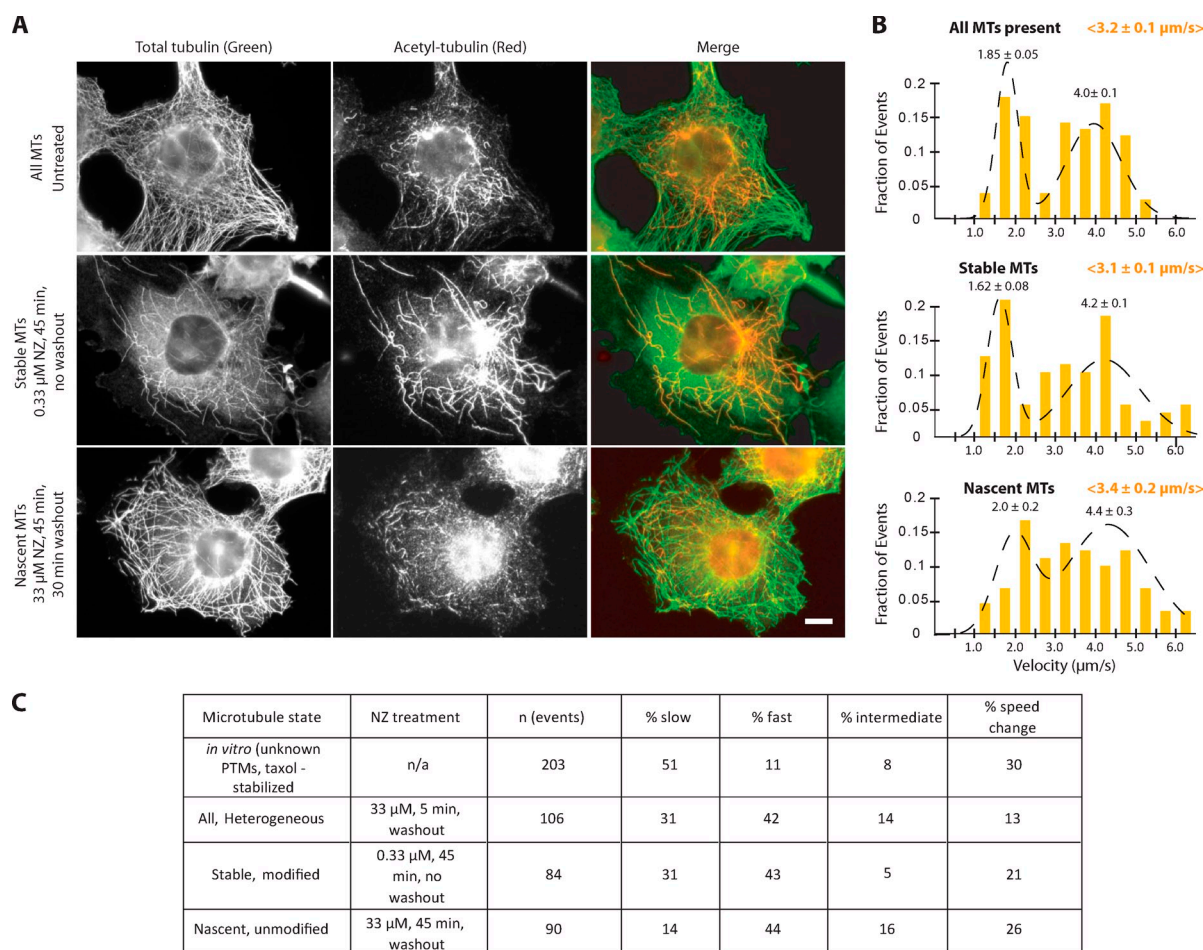 A
Total tubulin (Green)
Acetyl-tubulin (Red)
Merge
All MTs
Untreated
Stable MTs
0.33 µM NZ, 45 min,
no washout
Nascent MTs
33 µM NZ, 45 min,
30 min washout
B
All MTs present
<3.2 ± 0.1 µm/s>
1.85 ± 0.05
4.0± 0.1
Fraction of Events
0.2
0.15
0.1
0.05
0
1.0 2.0 3.0 4.0 5.0 6.0
Stable MTs
<3.1 ± 0.1 µm/s>
1.62 ± 0.08
4.2 ± 0.1
Fraction of Events
0.2
0.15
0.1
0.05
0
1.0 2.0 3.0 4.0 5.0 6.0
Nascent MTs
<3.4 ± 0.2 µm/s>
2.0 ± 0.2
4.4 ± 0.3
Fraction of Events
0.2
0.15
0.1
0.05
0
1.0 2.0 3.0 4.0 5.0 6.0
Velocity (µm/s)
C
Microtubule state
NZ treatment
n (events)
% slow
% fast
% intermediate
% speed
change
in vitro (unknown
PTMs, taxol -
stabilized
n/a
203
51
11
8
30
All, Heterogeneous
33 µM, 5 min,
washout
106
31
42
14
13
Stable, modified
0.33 µM, 45
min, no
washout
84
31
43
5
21
Nascent, unmodified
33 µM, 45 min,
washout
90
14
44
16
26